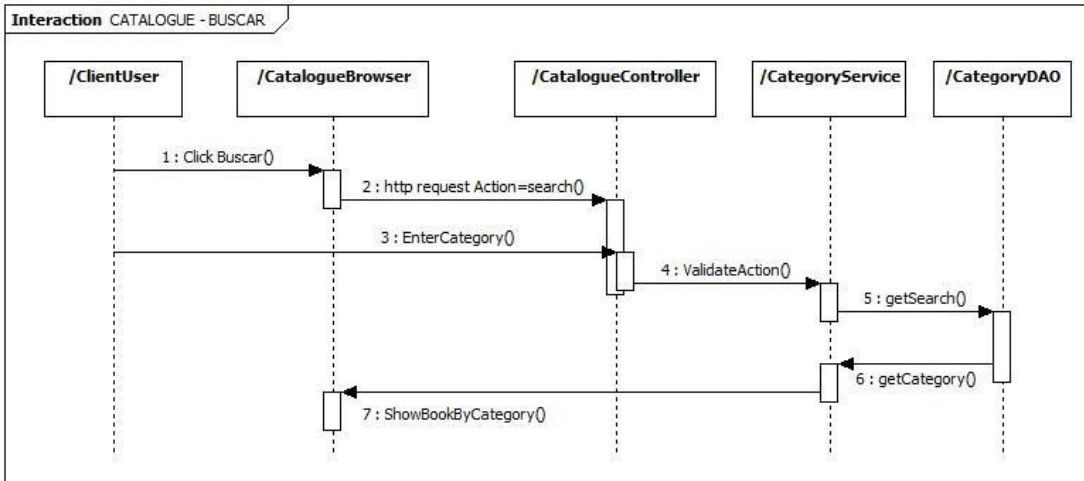 Interaction CATALOGUE - BUSCAR
/ClientUser
/CatalogueBrowser
/CatalogueController
/CategoryService
/CategoryDAO
1 : Click Buscar()
2 : http request Action=search()
3 : EnterCategory()
4 : ValidateAction()
5 : getSearch()
6 : getCategory()
7 : ShowBookByCategory()